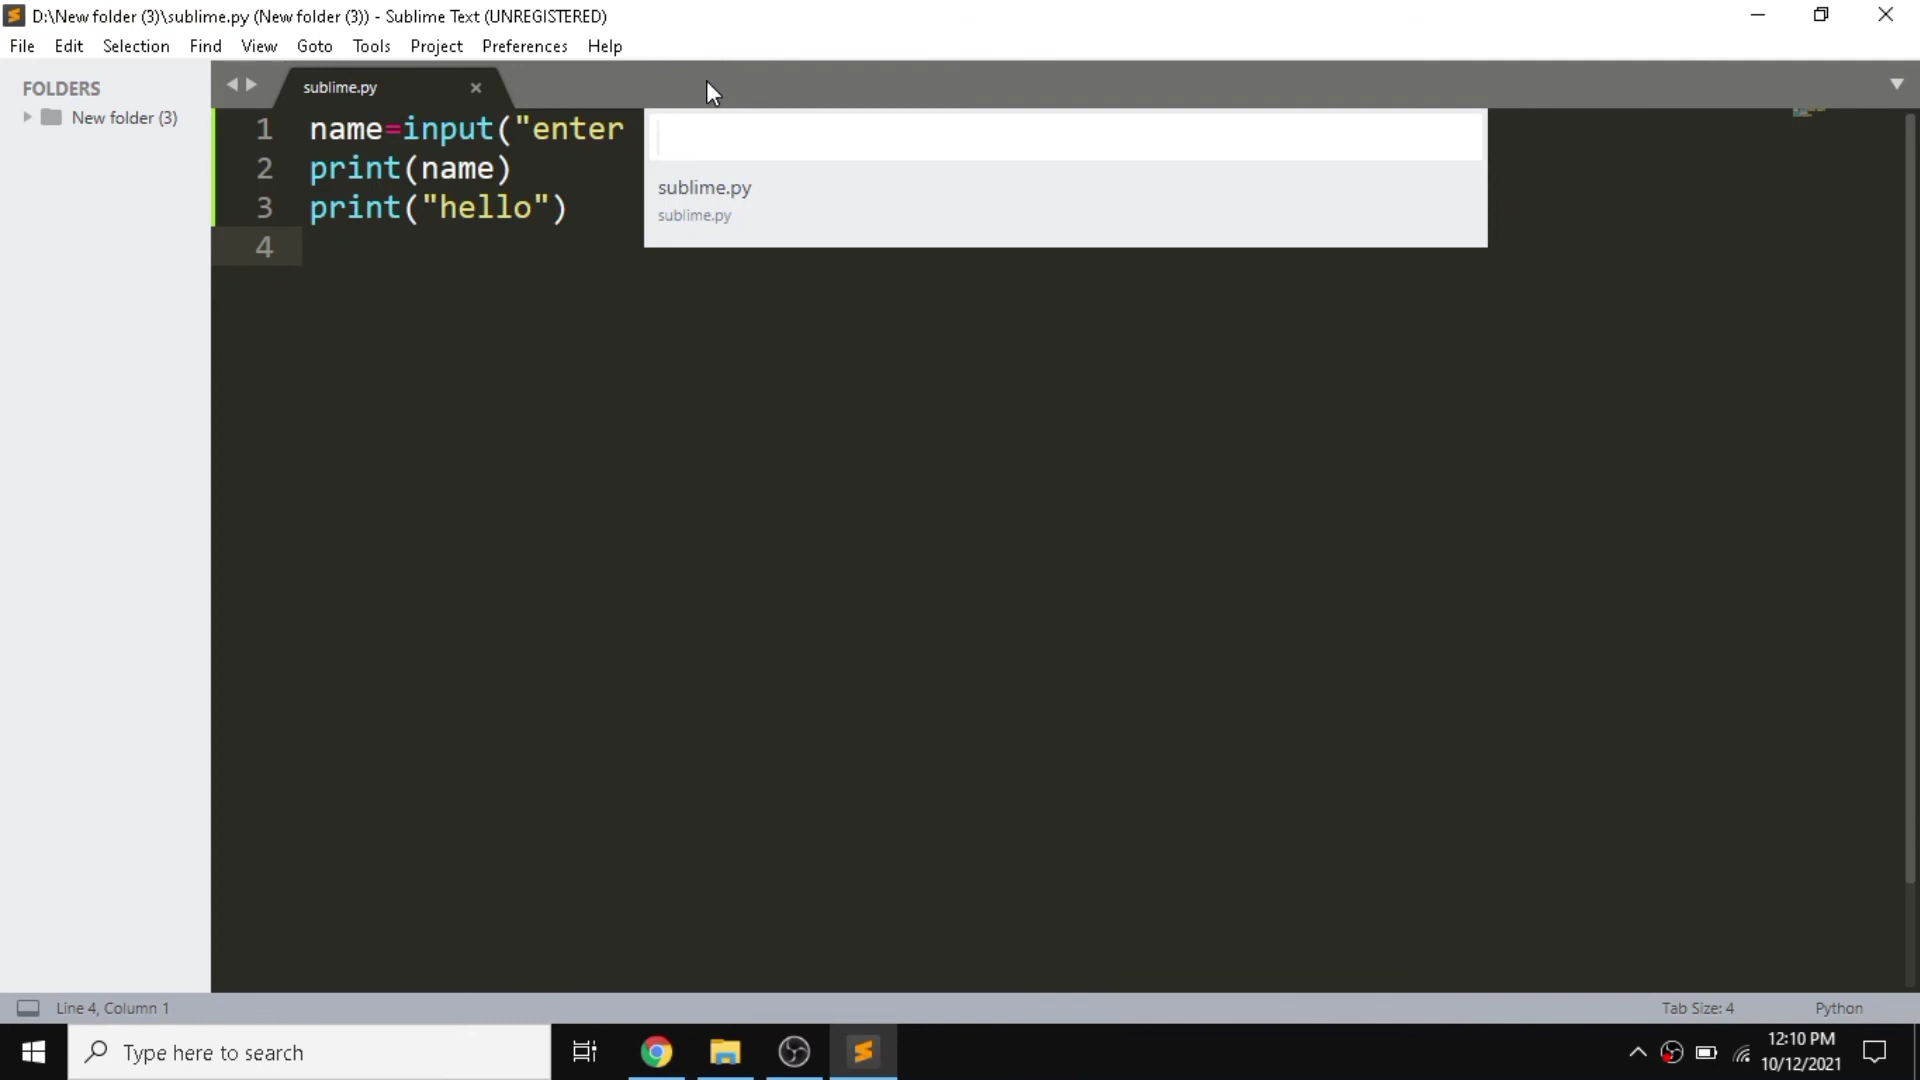 D:\New folder (3)\sublime.py (New folder (3)) - Sublime Text (UNREGISTERED)
File Edit Selection Find View Goto Tools Project Preferences Help
FOLDERS
New folder (3)
sublime.py
1 name=input("enter
2 print(name)
3 print("hello")
4
sublime.py
sublime.py
Line 4, Column 1
Tab Size: 4
Python
Type here to search
12:10 PM
10/12/2021